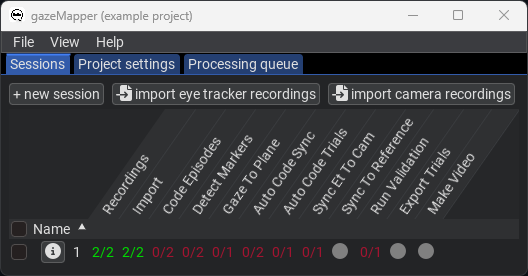 gazeMapper (example project)
File View Help
Sessions Project settings Processing queue
+ new session import eye tracker recordings import camera recordings
Recordings
Import
Code Episodes
Detect Markers
Gaze To Plane
Auto Code Sync
Auto Code Trials
Sync Et To Cam
Sync To Reference
Run Validation
Export Trials
Make Video
Name
1 2/2 2/2 0/2 0/2 0/1 0/2 0/1 0/1 0/1